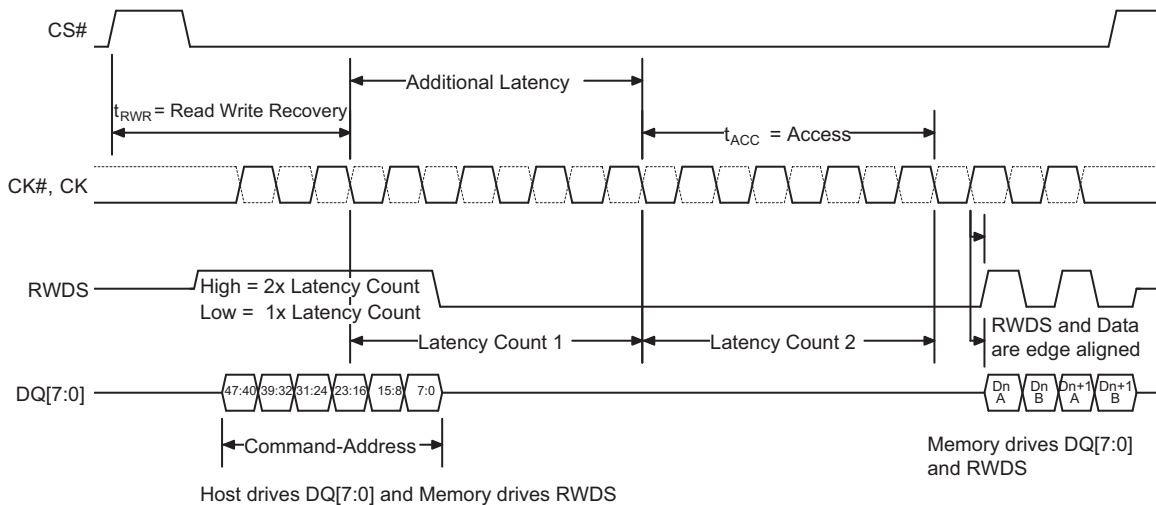 CS#
Additional Latency
tRWR = Read Write Recovery
tACC = Access
CK#, CK
RWDS
High = 2x Latency Count
Low = 1x Latency Count
Latency Count 1
Latency Count 2
RWDS and Data
are edge aligned
DQ[7:0]
47:40
39:32
31:24
23:16
15:8
7:0
Dn
A
Dn
B
Dn+1
A
Dn+1
B
Command-Address
Memory drives DQ[7:0]
and RWDS
Host drives DQ[7:0] and Memory drives RWDS